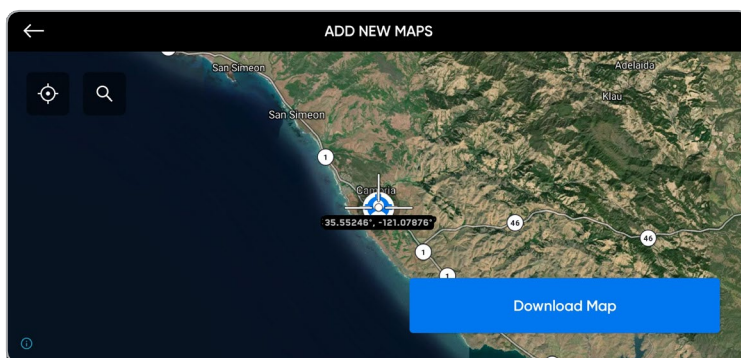 ADD NEW MAPS
San Simeon
Adelaida
Klau
San Simeon
1
Cambria
35.55246°, -121.07876°
46
46
1
1
Download Map